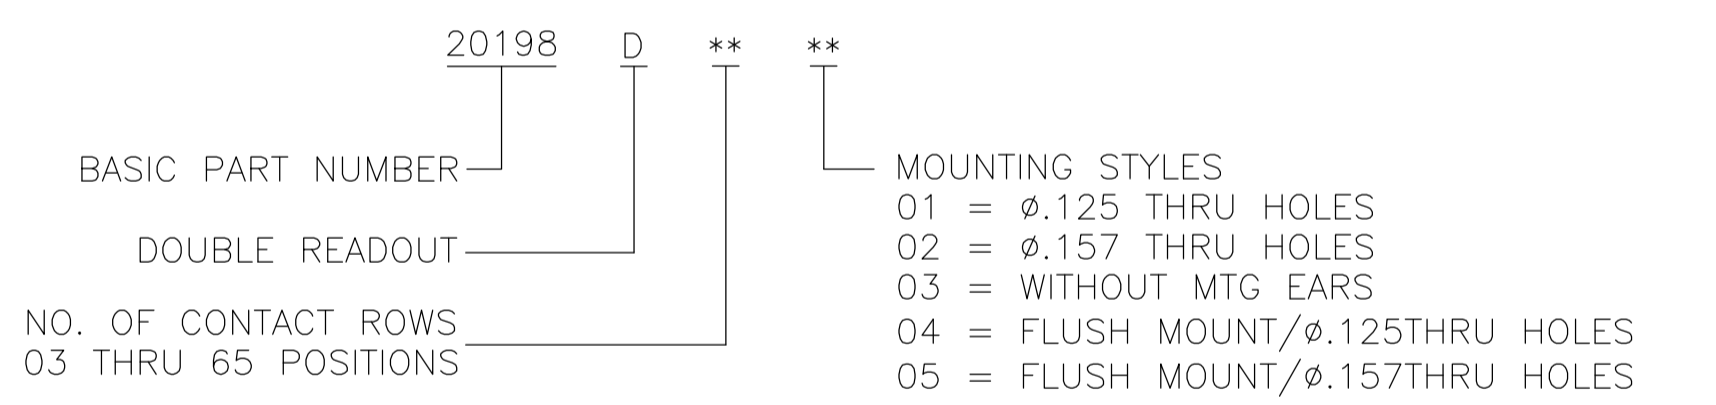 20198 D ** **
BASIC PART NUMBER
DOUBLE READOUT
NO. OF CONTACT ROWS
03 THRU 65 POSITIONS
MOUNTING STYLES
01 = Ø.125 THRU HOLES
02 = Ø.157 THRU HOLES
03 = WITHOUT MTG EARS
04 = FLUSH MOUNT/Ø.125THRU HOLES
05 = FLUSH MOUNT/Ø.157THRU HOLES